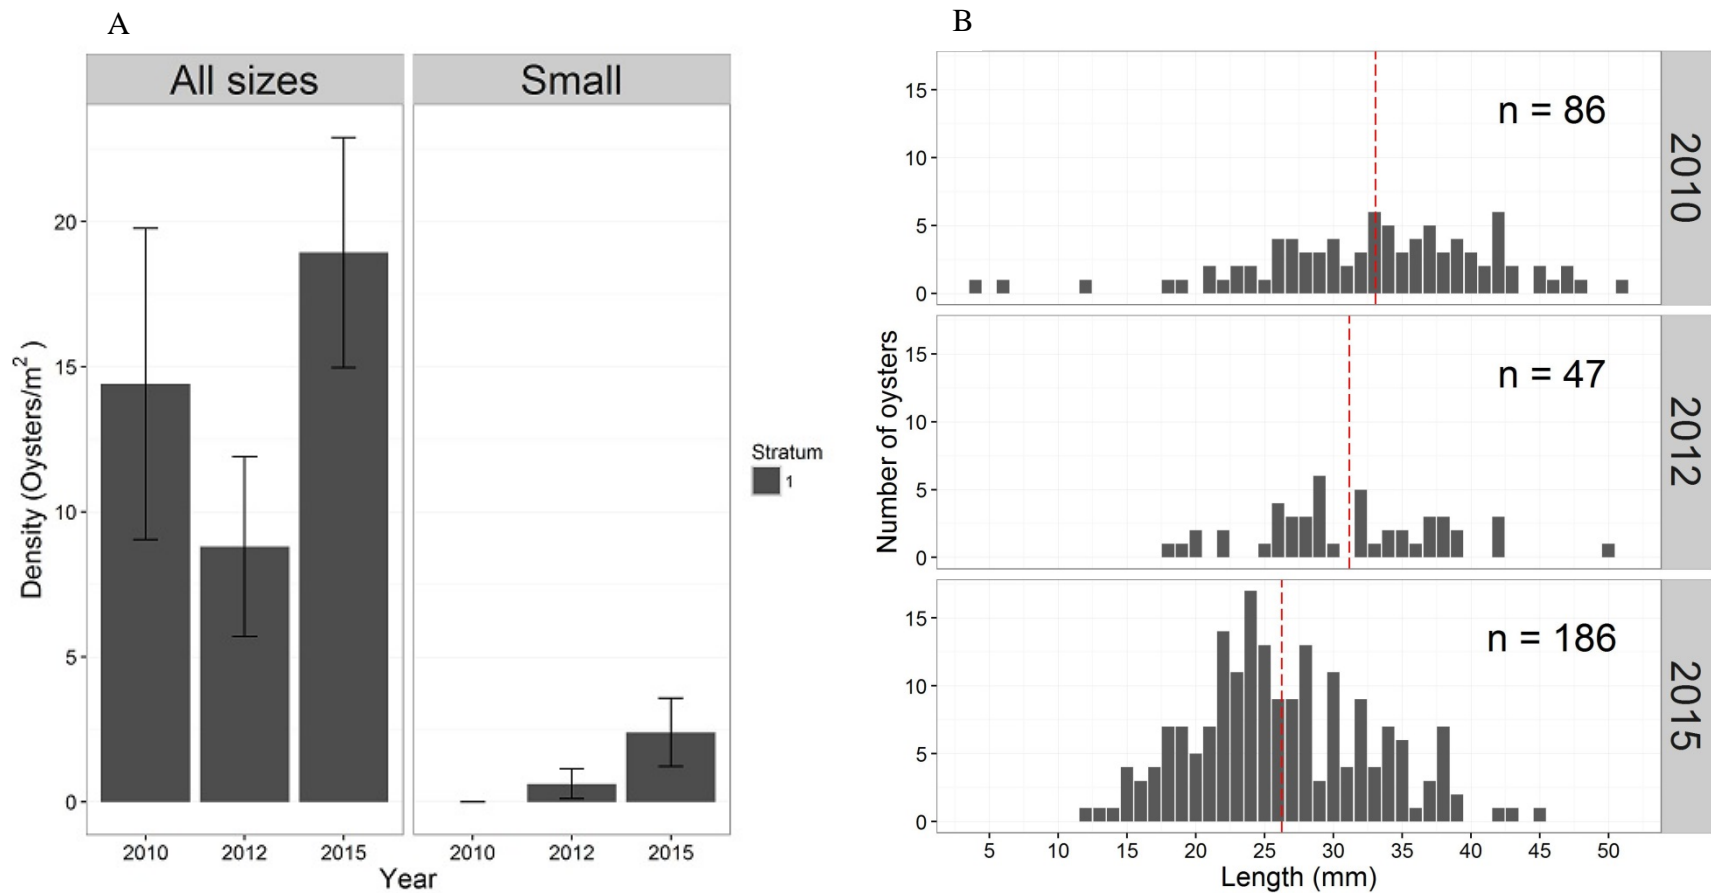 A
All sizes
Small
Density (Oysters/m²)
20
15
10
5
0
2010 2012 2015
2010 2012 2015
Year
Stratum
1
B
Number of oysters
15
10
5
0
n = 86
2010
15
10
5
0
n = 47
2012
15
10
5
0
n = 186
2015
5 10 15 20 25 30 35 40 45 50
Length (mm)